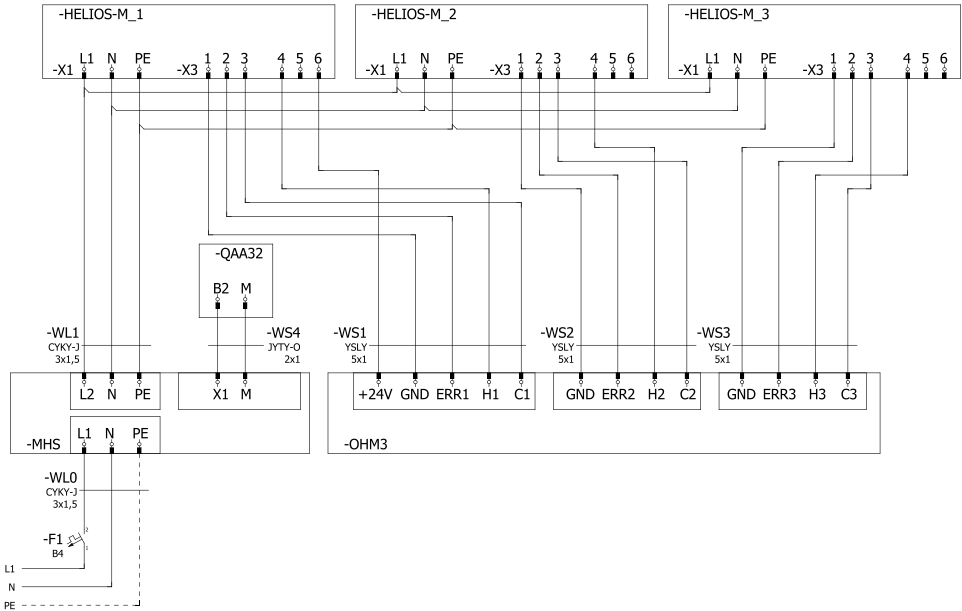 -HELIOS-M_1 -HELIOS-M_2 -HELIOS-M_3
L1 N PE 1 2 3 4 5 6 L1 N PE 1 2 3 4 5 6 L1 N PE 1 2 3 4 5 6
-X1 -X3 -X1 -X3 -X1 -X3
-QAA32
B2 M
-WL1 -WS4 -WS1 -WS2 -WS3
CYKY-J JYTY-O YSLY YSLY YSLY
3x1,5 2x1 5x1 5x1 5x1
L2 N PE X1 M +24V GND ERR1 H1 C1 GND ERR2 H2 C2 GND ERR3 H3 C3
L1 N PE
-MHS -OHM3
-WL0
CYKY-J
3x1,5
2
-F1
1
B4
L1
N
PE